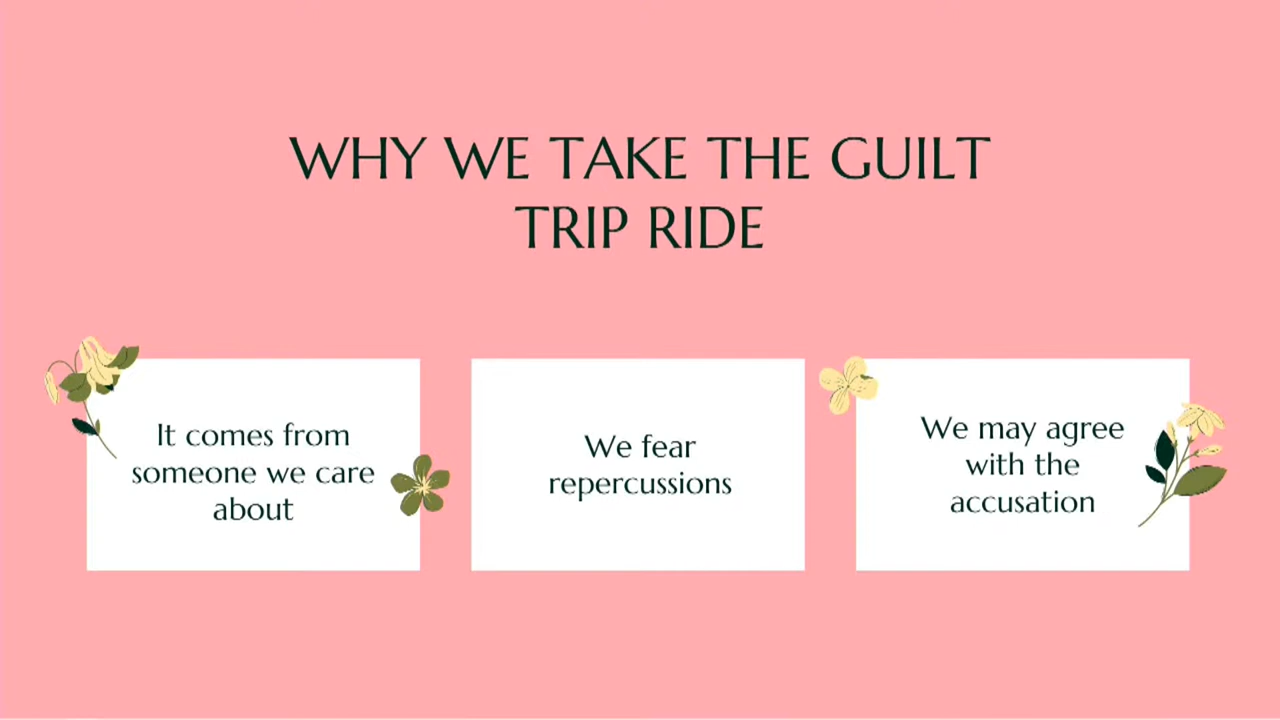 WHY WE TAKE THE GUILT
TRIP RIDE
It comes from
someone we care
about
We fear
repercussions
We may agree
with the
accusation